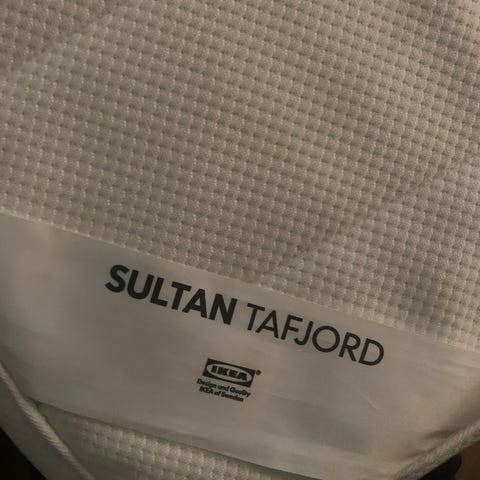 SULTAN TAFJORD
IKEA®
Design and Quality
IKEA of Sweden